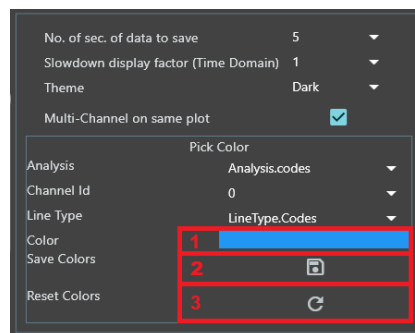 No. of sec. of data to save 5
Slowdown display factor (Time Domain) 1
Theme Dark
Multi-Channel on same plot
Pick Color
Analysis Analysis.codes
Channel Id 0
Line Type LineType.Codes
Color 1
Save Colors 2
Reset Colors 3